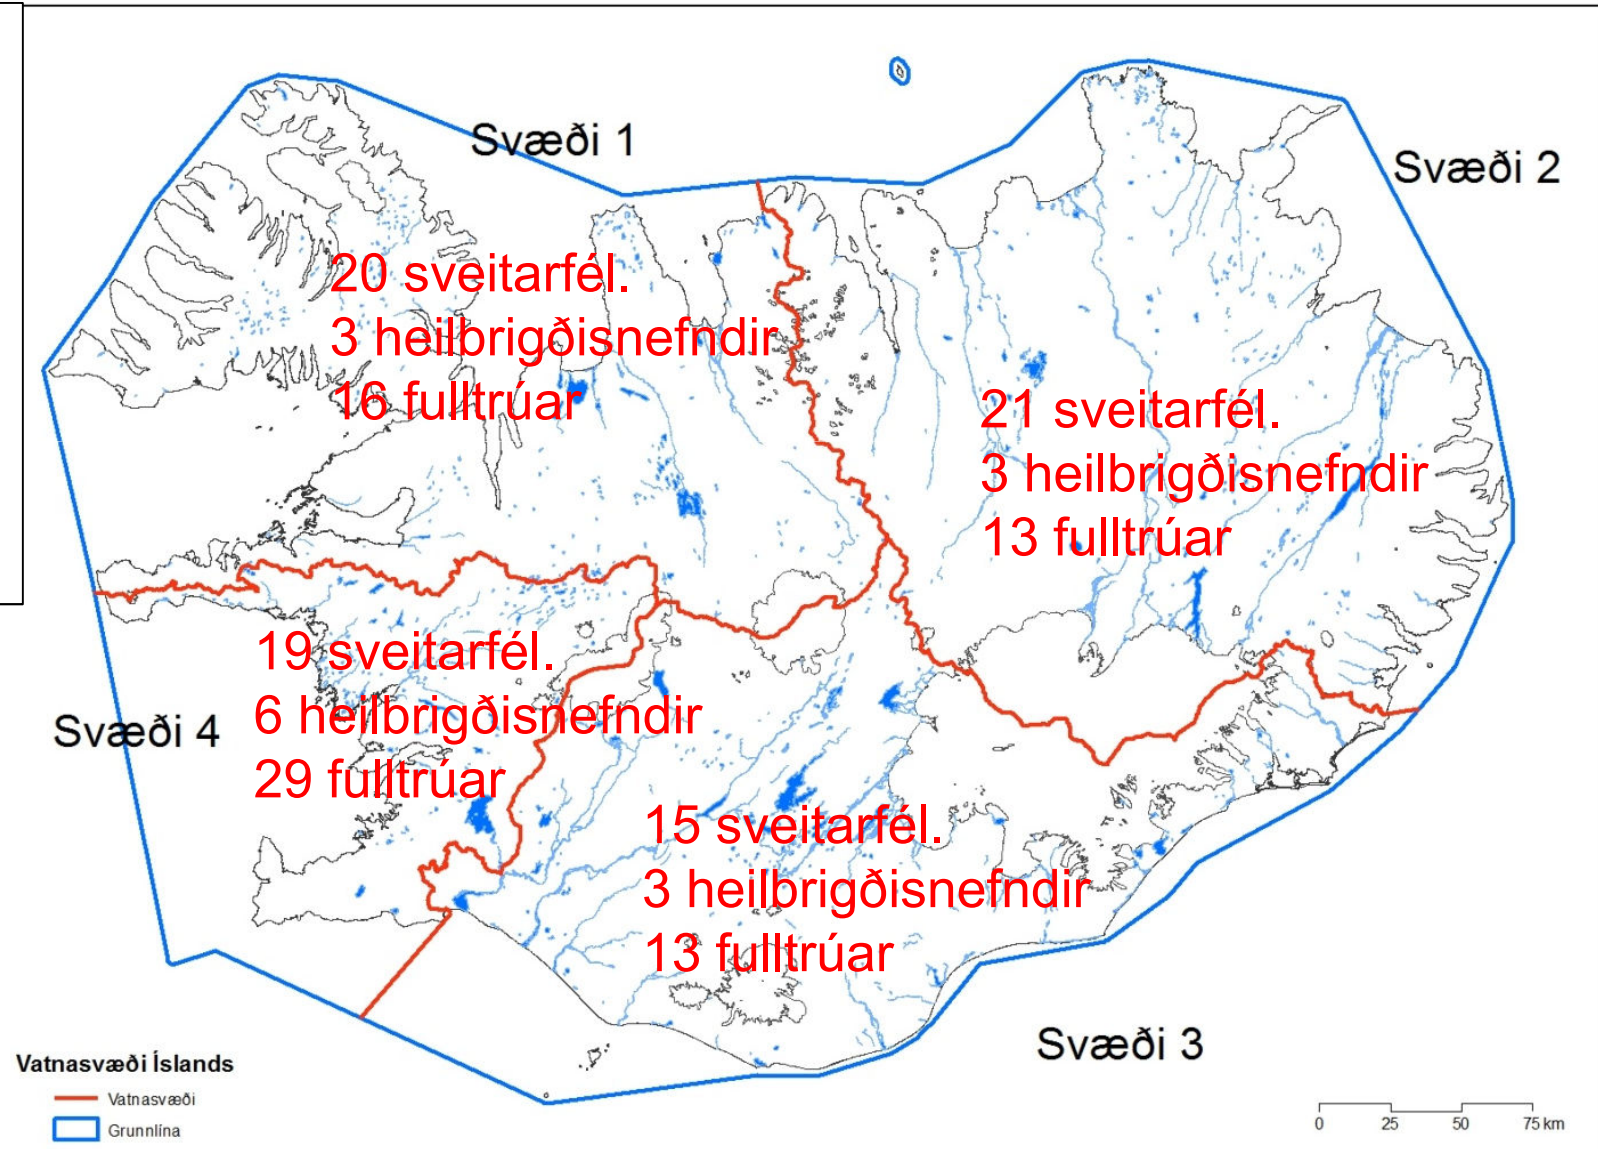 Svæði 1
Svæði 2
20 sveitarfél.
3 heilbrigðisnefndir
16 fulltrúar
21 sveitarfél.
3 heilbrigðisnefndir
13 fulltrúar
19 sveitarfél.
6 heilbrigðisnefndir
29 fulltrúar
Svæði 4
15 sveitarfél.
3 heilbrigðisnefndir
13 fulltrúar
Svæði 3
Vatnasvæði Íslands
Vatnasvæði
Grunnlína
0 25 50 75 km